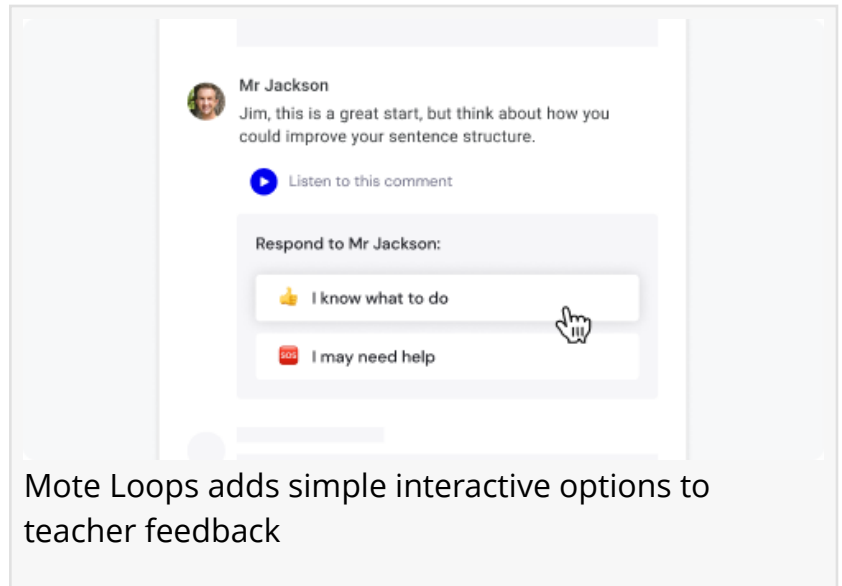 Mr Jackson
Jim, this is a great start, but think about how you
could improve your sentence structure.
Listen to this comment
Respond to Mr Jackson:
👍 I know what to do
🆘 I may need help
Mote Loops adds simple interactive options to
teacher feedback